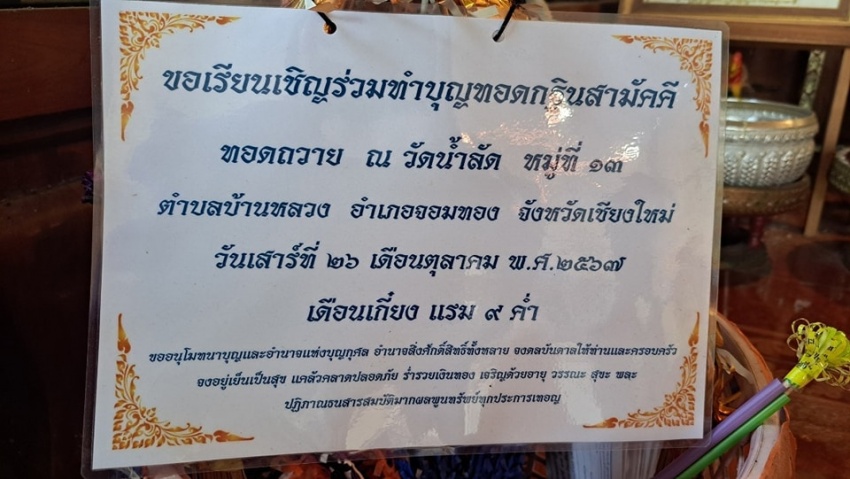 ขอเรียนเชิญร่วมทำบุญทอดกฐินสามัคคี
ทอดถวาย ณ วัดน้ำลัด หมู่ที่ ๑๓
ตำบลบ้านหลวง อำเภอจอมทอง จังหวัดเชียงใหม่
วันเสาร์ที่ ๒๖ เดือนตุลาคม พ.ศ.๒๕๖๗
เดือนเกี๋ยง แรม ๙ ค่ำ
ขออนุโมทนาบุญและอำนาจแห่งบุญกุศล อำนาจสิ่งศักดิ์สิทธิ์ทั้งหลาย จงดลบันดาลให้ท่านและครอบครัว
จงอยู่เย็นเป็นสุข แคล้วคลาดปลอดภัย ร่ำรวยเงินทอง เจริญด้วยอายุ วรรณะ สุขะ พละ
ปฏิภาณธนสารสมบัติมากผลพูนทรัพย์ทุกประการเทอญ